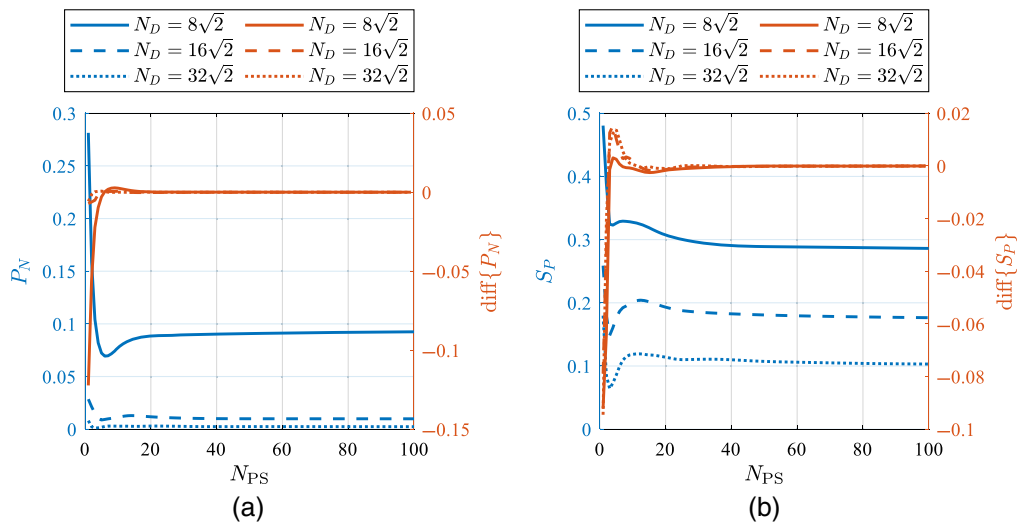 N_D = 8√2 N_D = 8√2
N_D = 16√2 N_D = 16√2
N_D = 32√2 N_D = 32√2
0.3
0.25
0.2
0.15
0.1
0.05
0
P_N
0.05
0
−0.05
−0.1
−0.15
diff{P_N}
0 20 40 60 80 100
N_PS
(a)
N_D = 8√2 N_D = 8√2
N_D = 16√2 N_D = 16√2
N_D = 32√2 N_D = 32√2
0.5
0.4
0.3
0.2
0.1
0
S_P
0.02
0
−0.02
−0.04
−0.06
−0.08
−0.1
diff{S_P}
0 20 40 60 80 100
N_PS
(b)